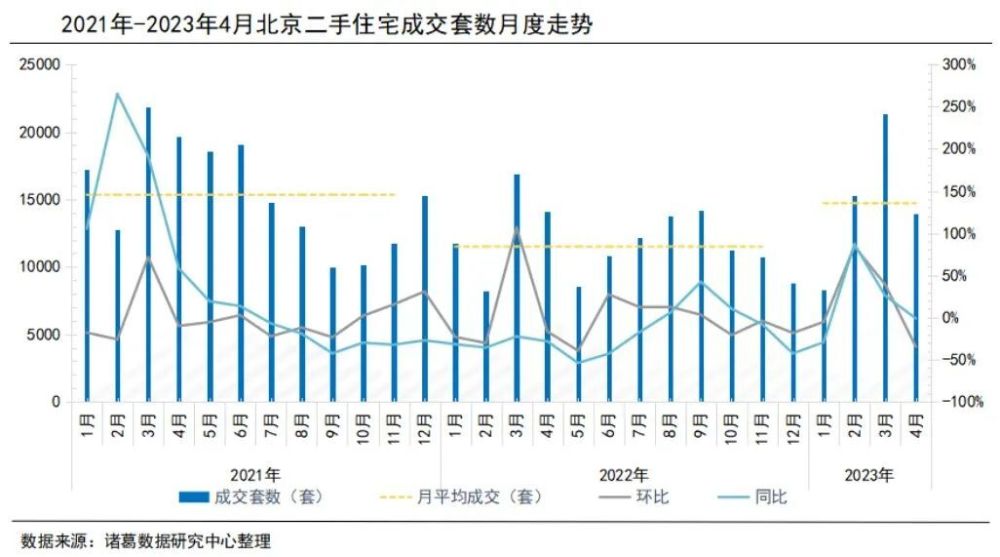 2021年-2023年4月北京二手住宅成交套数月度走势
25000 300%
20000 250%
200%
15000 150%
100%
10000 50%
0%
5000 -50%
0 -100%
1月 2月 3月 4月 5月 6月 7月 8月 9月 10月 11月 12月 1月 2月 3月 4月 5月 6月 7月 8月 9月 10月 11月 12月 1月 2月 3月 4月
2021年 2022年 2023年
成交套数（套） 月平均成交（套） 环比 同比
数据来源：诸葛数据研究中心整理